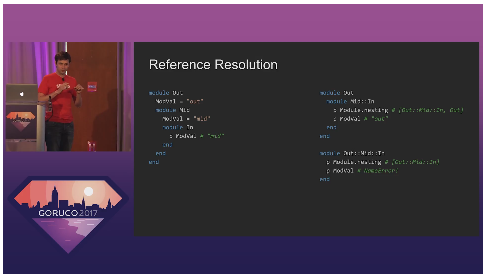 Reference Resolution
module Out
ModVal = "out"
module Mid
ModVal = "mid"
module In
p ModVal # "mid"
end
end
end
module Out
module Mid::In
p Module.nesting # [Out::Mid::In, Out]
p ModVal # "out"
end
end
module Out::Mid::In
p Module.nesting # [Out::Mid::In]
p ModVal # NameError!
end
GORUCO 2017